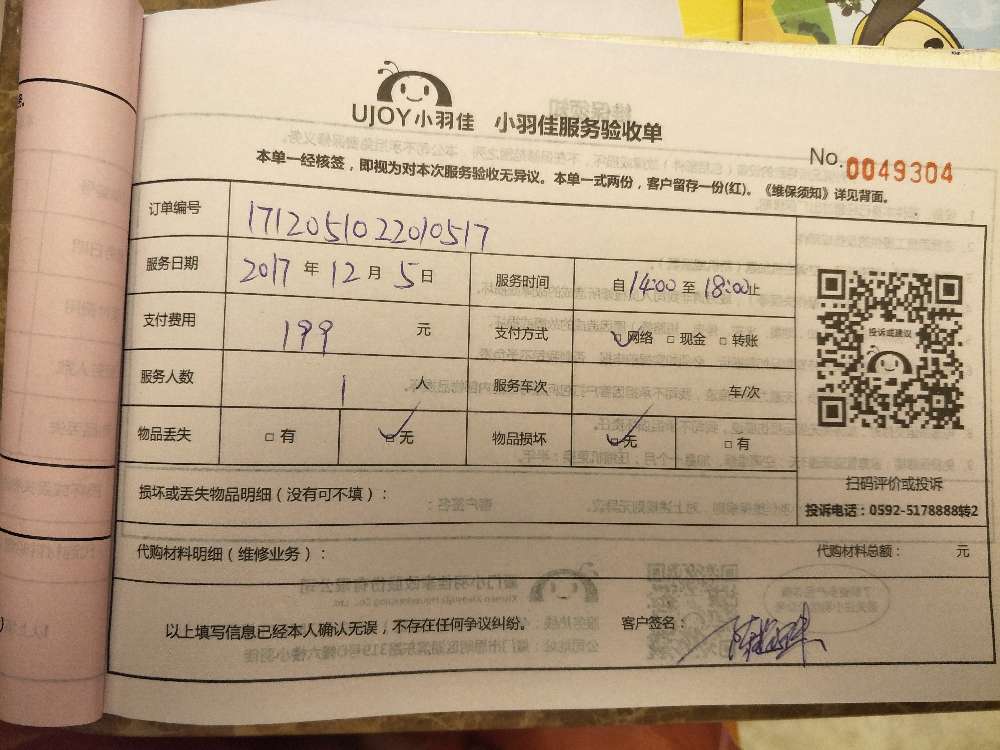 UJOY小羽佳 小羽佳服务验收单
No. 0049304
本单一经核签，即视为对本次服务验收无异议。本单一式两份，客户留存一份(红)。《维保须知》详见背面。
订单编号 1712051022010517
服务日期 2017 年 12 月 5 日 服务时间 自 14:00 至 18:00 止
支付费用 199 元 支付方式 ☑网络 □现金 □转账
服务人数 1 人 服务车次 车/次
物品丢失 □有 ☑无 物品损坏 ☑无 □有
投诉或建议
扫码评价或投诉
投诉电话：0592-5178888转2
损坏或丢失物品明细（没有可不填）：
代购材料明细（维修业务）： 代购材料总额： 元
以上填写信息已经本人确认无误，不存在任何争议纠纷。 客户签名：